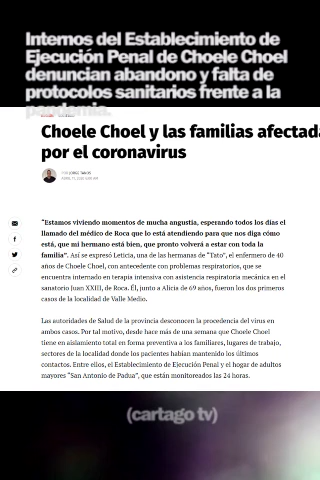 Internos del Establecimiento de
Ejecución Penal de Choele Choel
denuncian abandono y falta de
protocolos sanitarios frente a la
pandemia.
Choele Choel y las familias afectada
por el coronavirus
“Estamos viviendo momentos de mucha angustia, esperando todos los días el
llamado del médico de Roca que lo está atendiendo para que nos diga cómo
está, que mi hermano está bien, que pronto volverá a estar con toda la
familia”. Así se expresó Leticia, una de las hermanas de “Tato”, el enfermero de 40
años de Choele Choel, con antecedente con problemas respiratorios, que se
encuentra internado en terapia intensiva con asistencia respiratoria mecánica en el
sanatorio Juan XXIII, de Roca. Él, junto a Alicia de 69 años, fueron los dos primeros
casos de la localidad de Valle Medio.
Las autoridades de Salud de la provincia desconocen la procedencia del virus en
ambos casos. Por tal motivo, desde hace más de una semana que Choele Choel
tiene en aislamiento total en forma preventiva a los familiares, lugares de trabajo,
sectores de la localidad donde los pacientes habían mantenido los últimos
contactos. Entre ellos, el Establecimiento de Ejecución Penal y el hogar de adultos
mayores “San Antonio de Padua”, que están monitoreados las 24 horas.
(cartago tv)